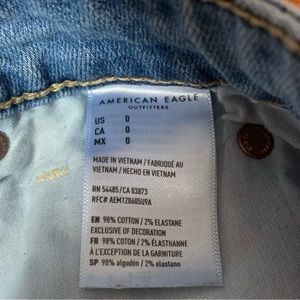 AMERICAN EAGLE
OUTFITTERS
US 0
CA 0
MX 0
MADE IN VIETNAM / FABRIQUÉ AU
VIETNAM / HECHO EN VIETNAM
RN 54485/CA 03873
RFC# AEM120605U9A
EN 98% COTTON / 2% ELASTANE
EXCLUSIVE OF DECORATION
FR 98% COTON / 2% ÉLASTHANNE
À L'EXCEPTION DE LA GARNITURE
SP 98% algodón / 2% elastano